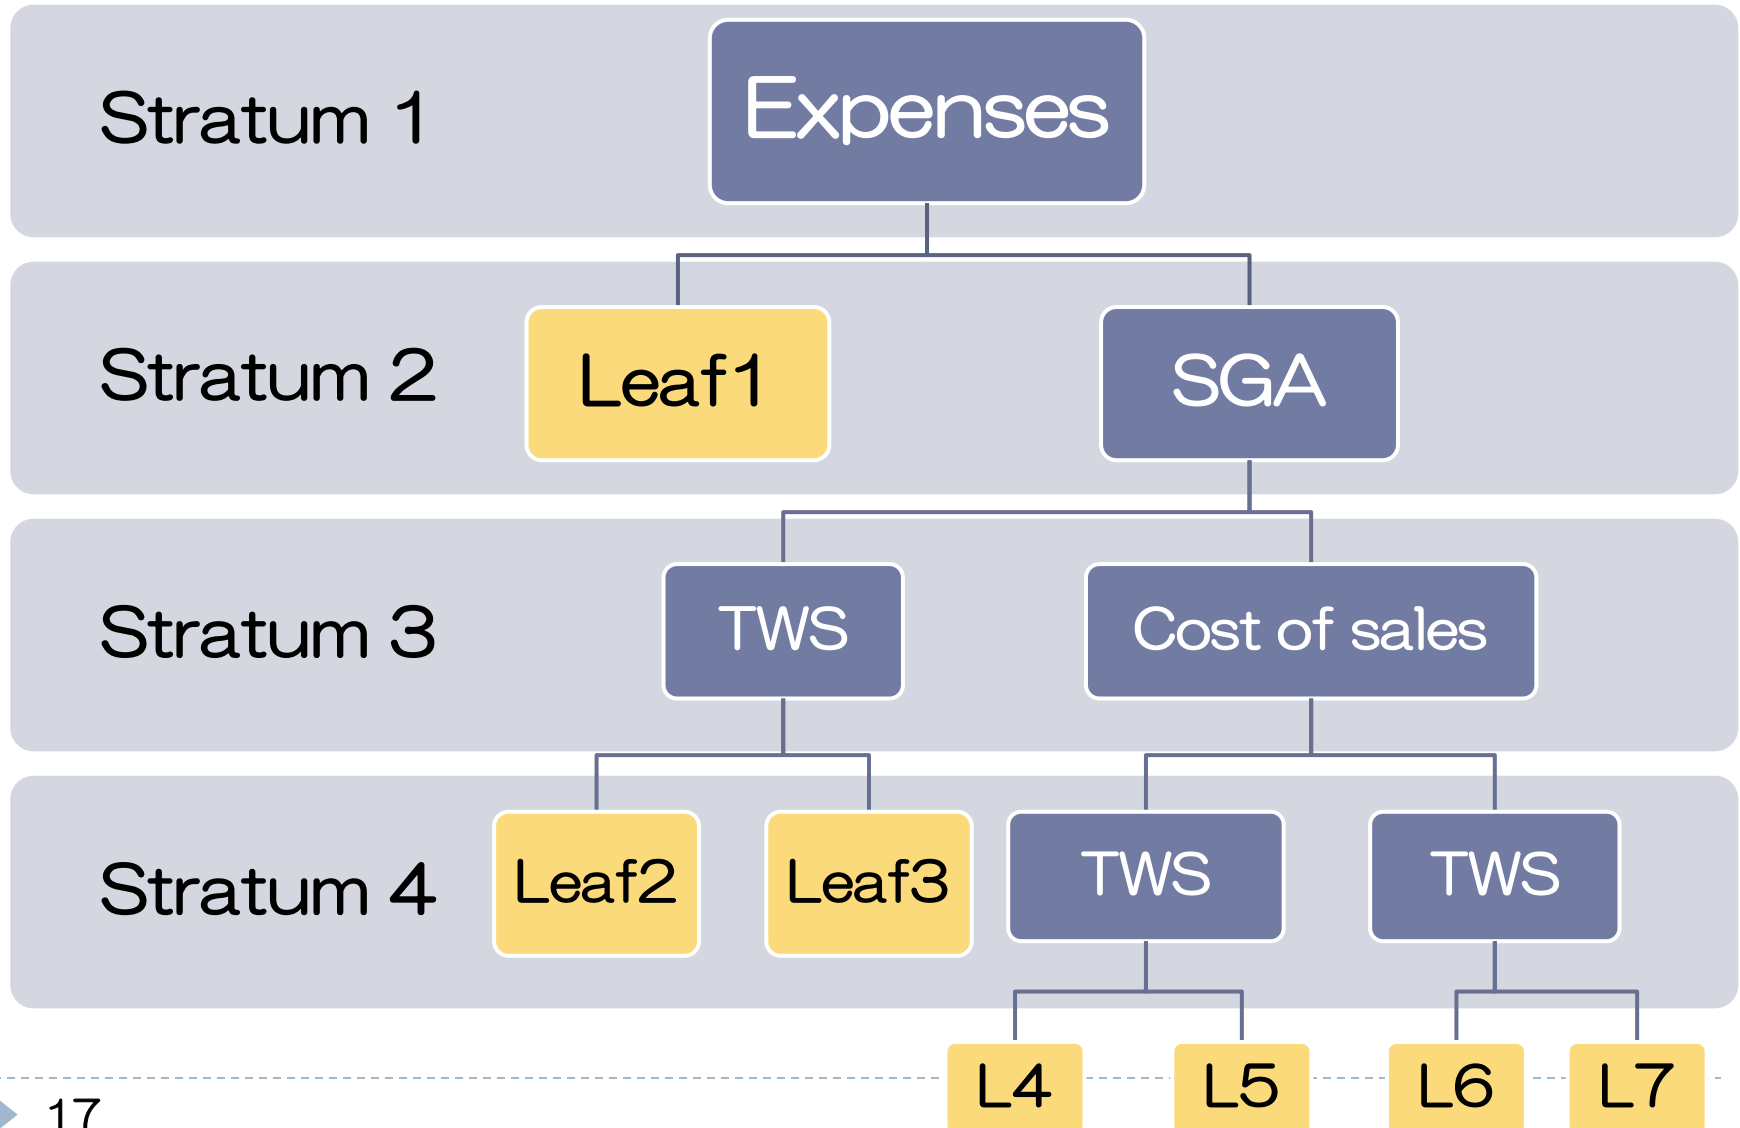 Stratum 1
Expenses
Stratum 2
Leaf1
SGA
Stratum 3
TWS
Cost of sales
Stratum 4
Leaf2
Leaf3
TWS
TWS
L4
L5
L6
L7
17